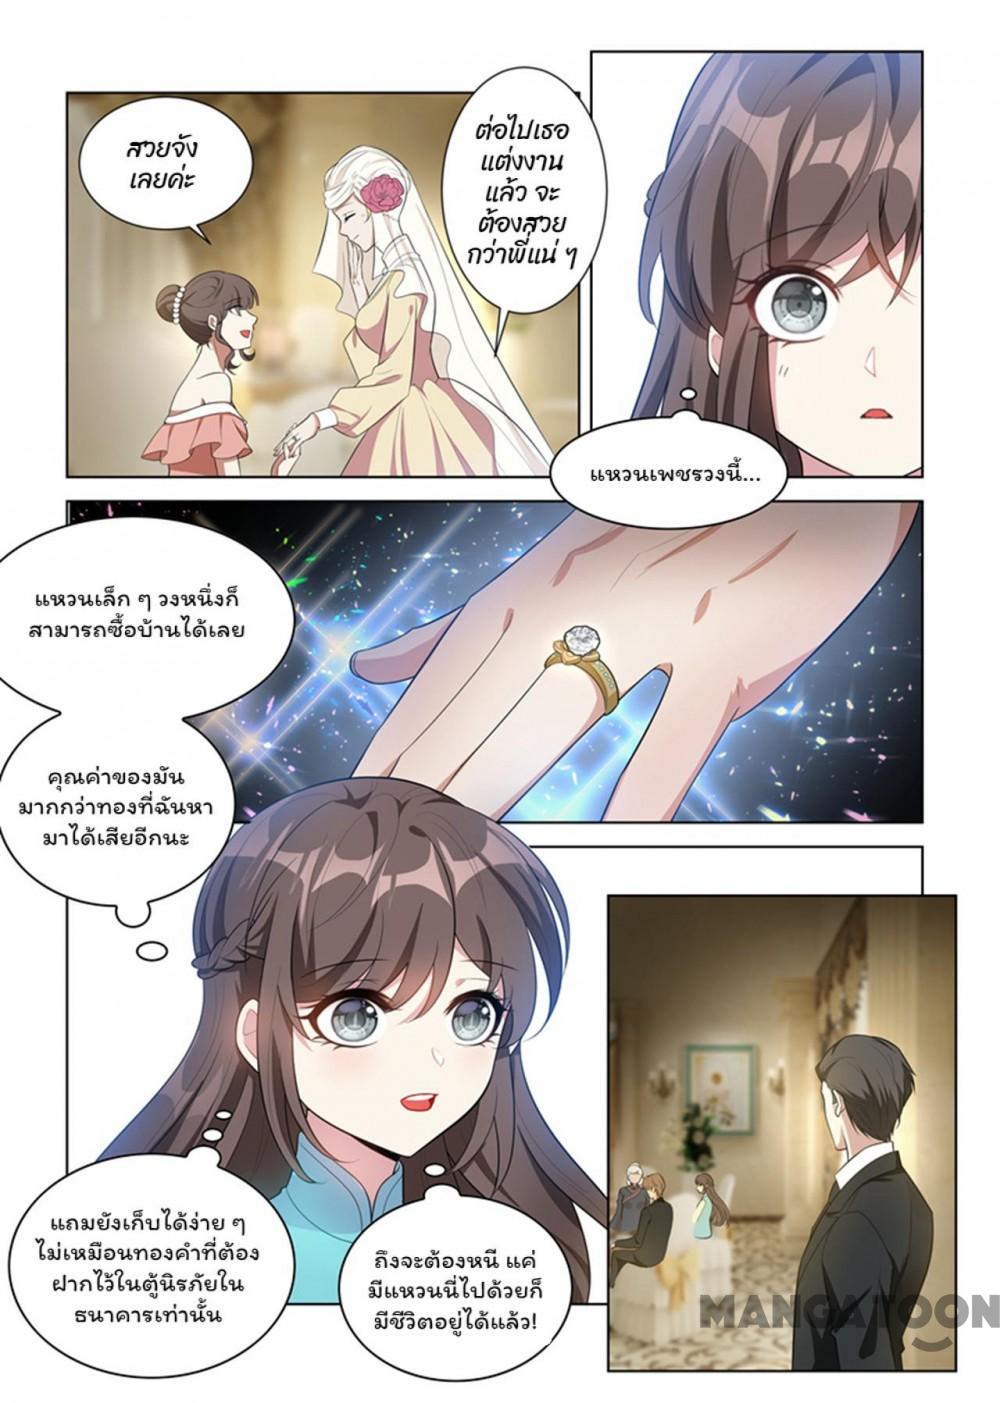 สวยจัง
เลยค่ะ
ต่อไปเธอ
แต่งงาน
แล้ว จะ
ต้องสวย
กว่าพี่แน่ ๆ
แหวนเพชรวงนี้...
แหวนเล็ก ๆ วงหนึ่งก็
สามารถซื้อบ้านได้เลย
คุณค่าของมัน
มากกว่าทองที่ฉันหา
มาได้เสียอีกนะ
แถมยังเก็บได้ง่าย ๆ
ไม่เหมือนทองคำที่ต้อง
ฝากไว้ในตู้นิรภัยใน
ธนาคารเท่านั้น
ถึงจะต้องหนี แค่
มีแหวนนี่ไปด้วยก็
มีชีวิตอยู่ได้แล้ว!
MANGATOON